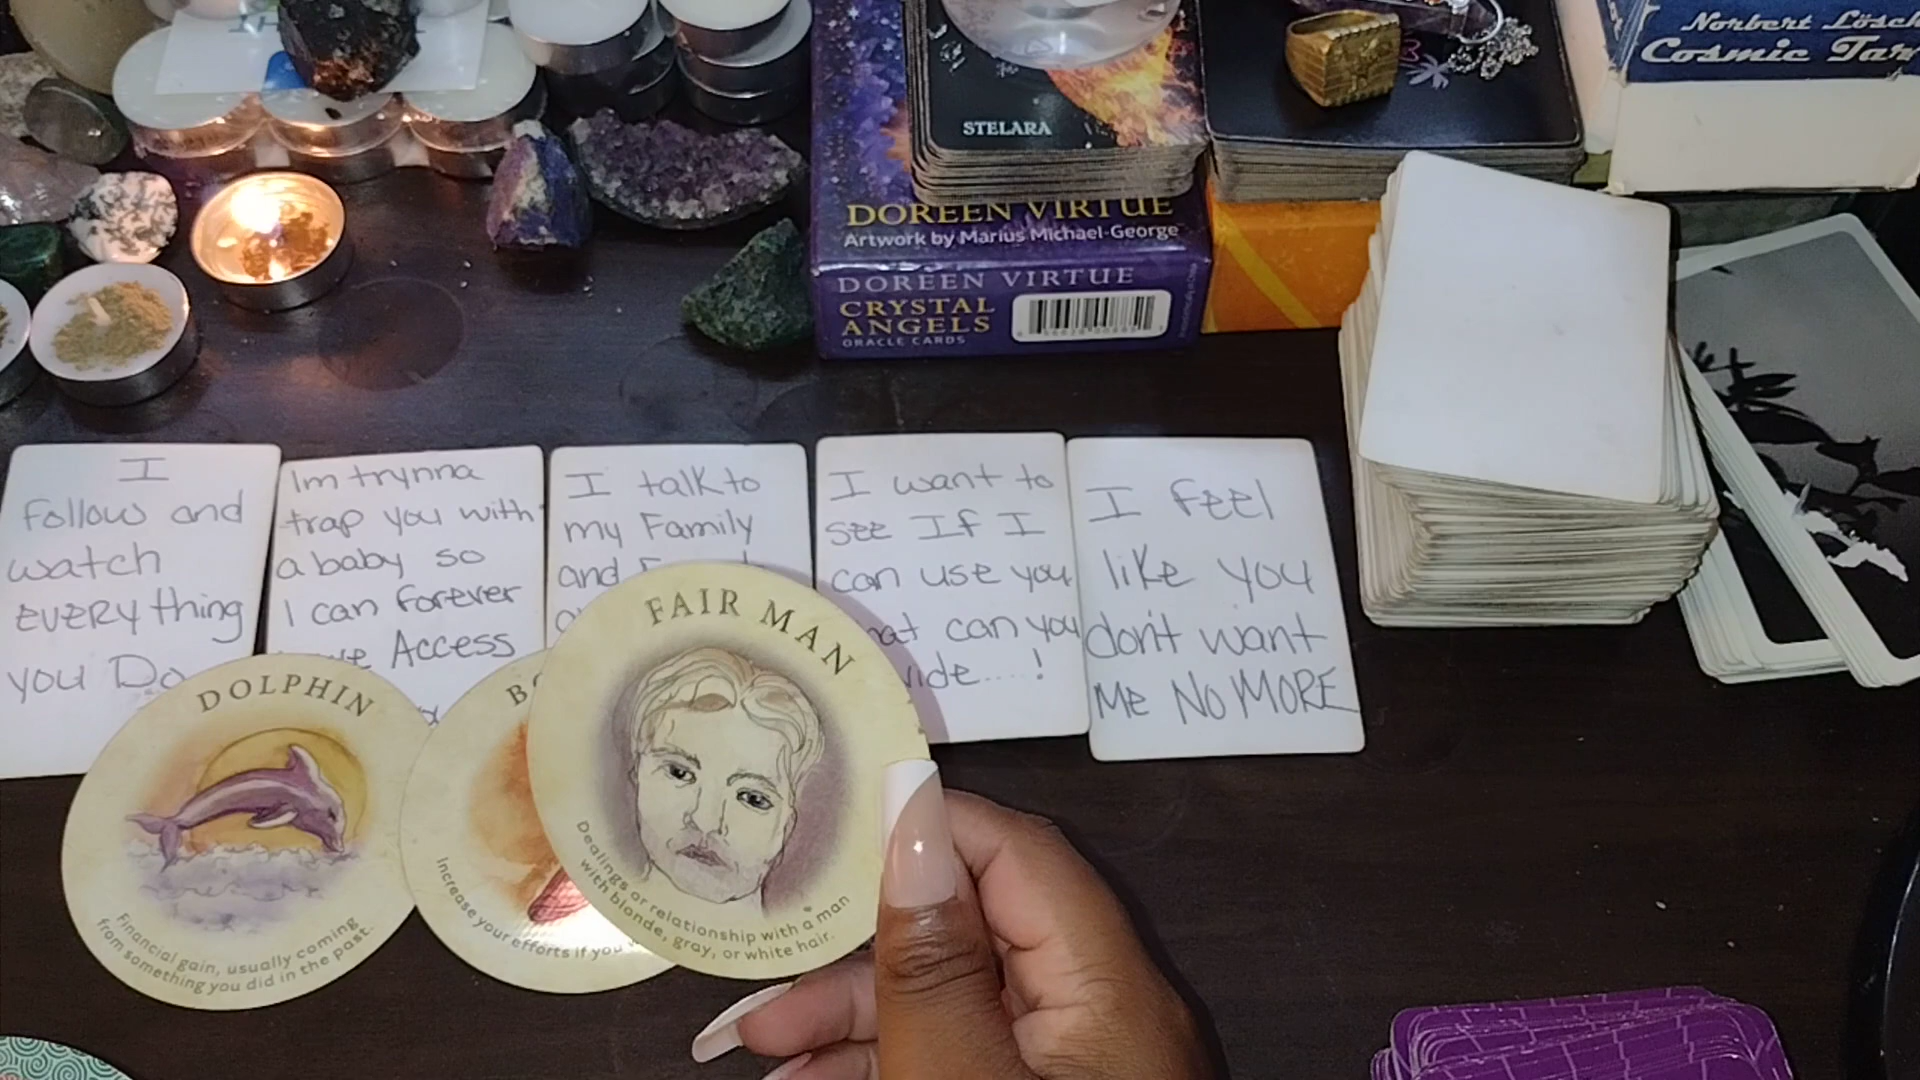 Norbert Lösch
Cosmic Tar
STELARA
DOREEN VIRTUE
Artwork by Marius Michael-George
DOREEN VIRTUE
CRYSTAL
ANGELS
ORACLE CARDS
I
Follow and
watch
EVERYthing
you Do
Im trynna
trap you with
a baby so
I can Forever
Access
I talk to
my Family
and
I want to
see If I
can use you
can you
!
I Feel
like you
don't want
Me NO MORE
DOLPHIN
Financial gain, usually coming
from something you did in the past.
Increase your efforts if you
FAIR MAN
Dealings or relationship with a man
with blonde, gray, or white hair.